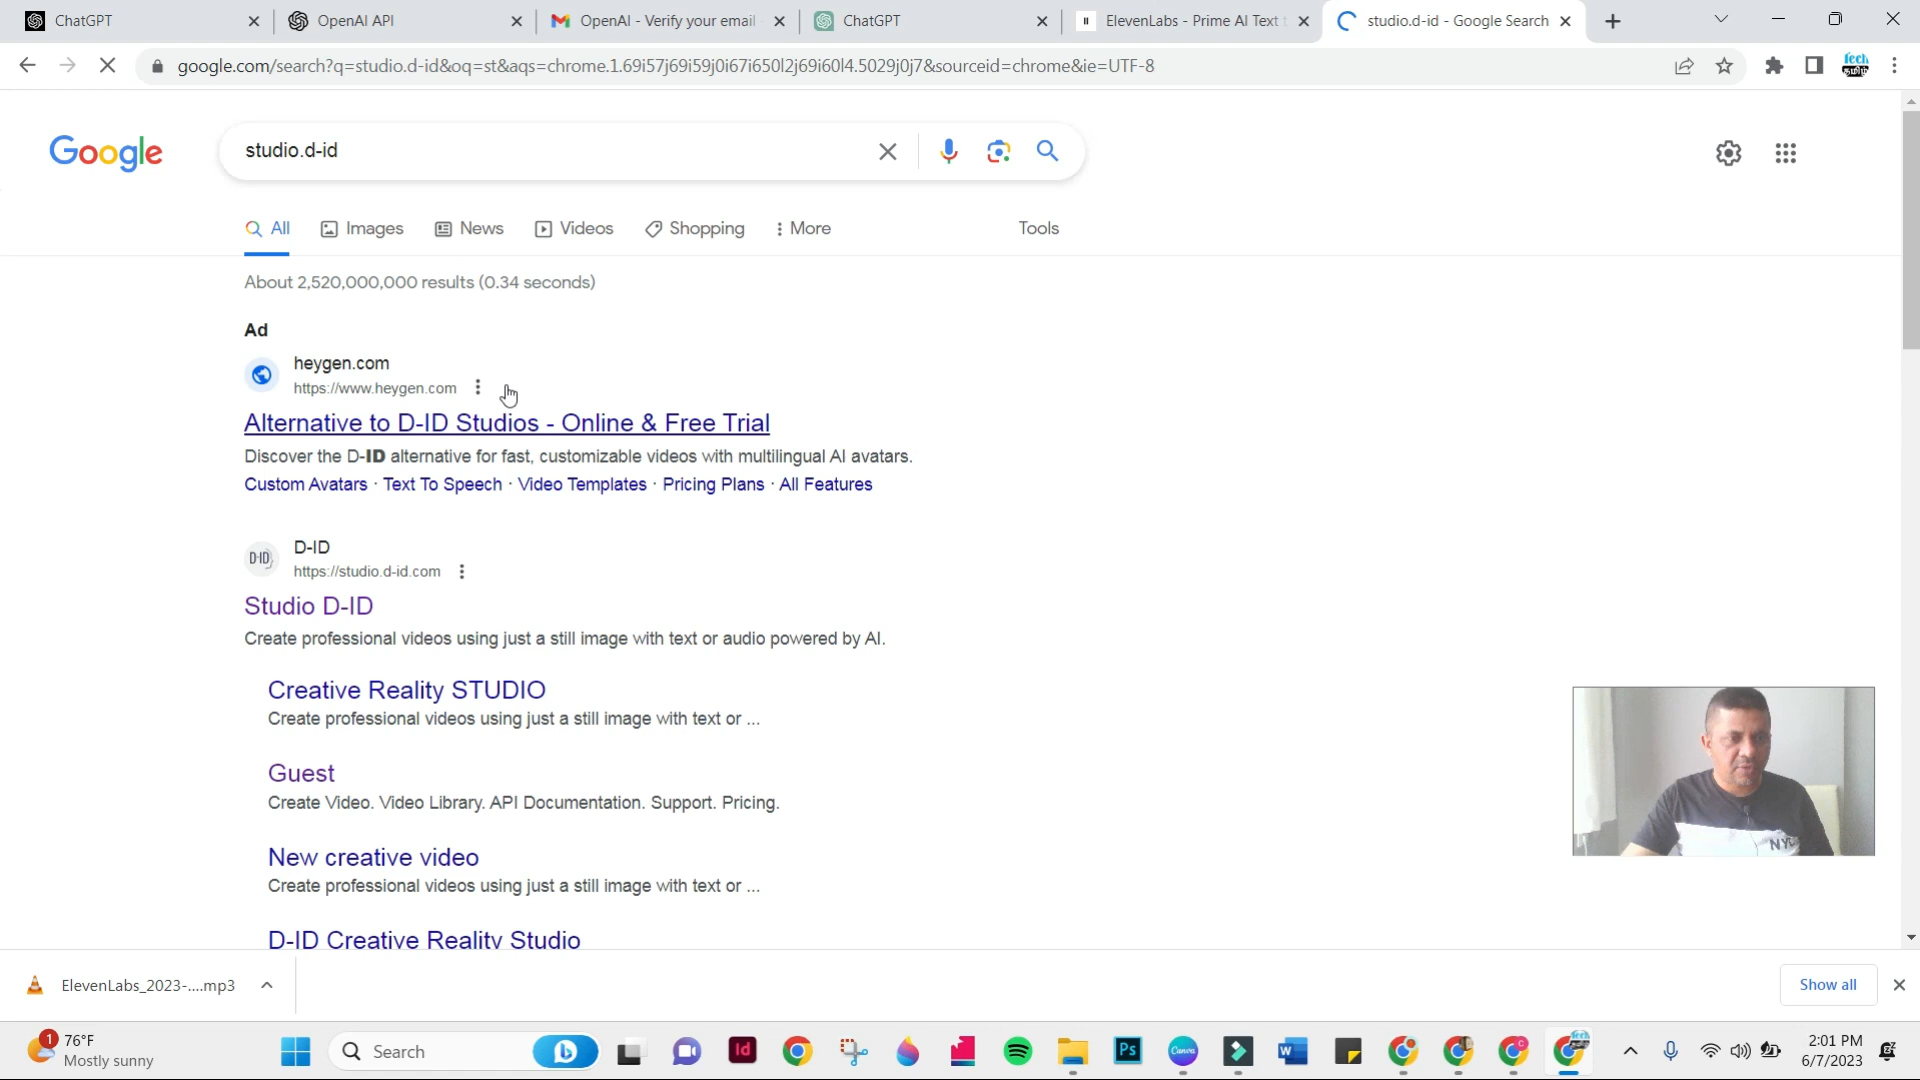 ChatGPT
OpenAI API
OpenAI - Verify your email
ChatGPT
ElevenLabs - Prime AI Text
studio.d-id - Google Search
google.com/search?q=studio.d-id&oq=st&aqs=chrome.1.69i57j69i59j0i67i650l2j69i60l4.5029j0j7&sourceid=chrome&ie=UTF-8
Google
studio.d-id
All
Images
News
Videos
Shopping
More
Tools
About 2,520,000,000 results (0.34 seconds)
Ad
heygen.com
https://www.heygen.com
Alternative to D-ID Studios - Online & Free Trial
Discover the D-ID alternative for fast, customizable videos with multilingual AI avatars.
Custom Avatars · Text To Speech · Video Templates · Pricing Plans · All Features
D-ID
D-ID
https://studio.d-id.com
Studio D-ID
Create professional videos using just a still image with text or audio powered by AI.
Creative Reality STUDIO
Create professional videos using just a still image with text or ...
Guest
Create Video. Video Library. API Documentation. Support. Pricing.
New creative video
Create professional videos using just a still image with text or ...
D-ID Creative Reality Studio
ElevenLabs_2023-....mp3
Show all
1
76°F
Mostly sunny
Search
2:01 PM
6/7/2023